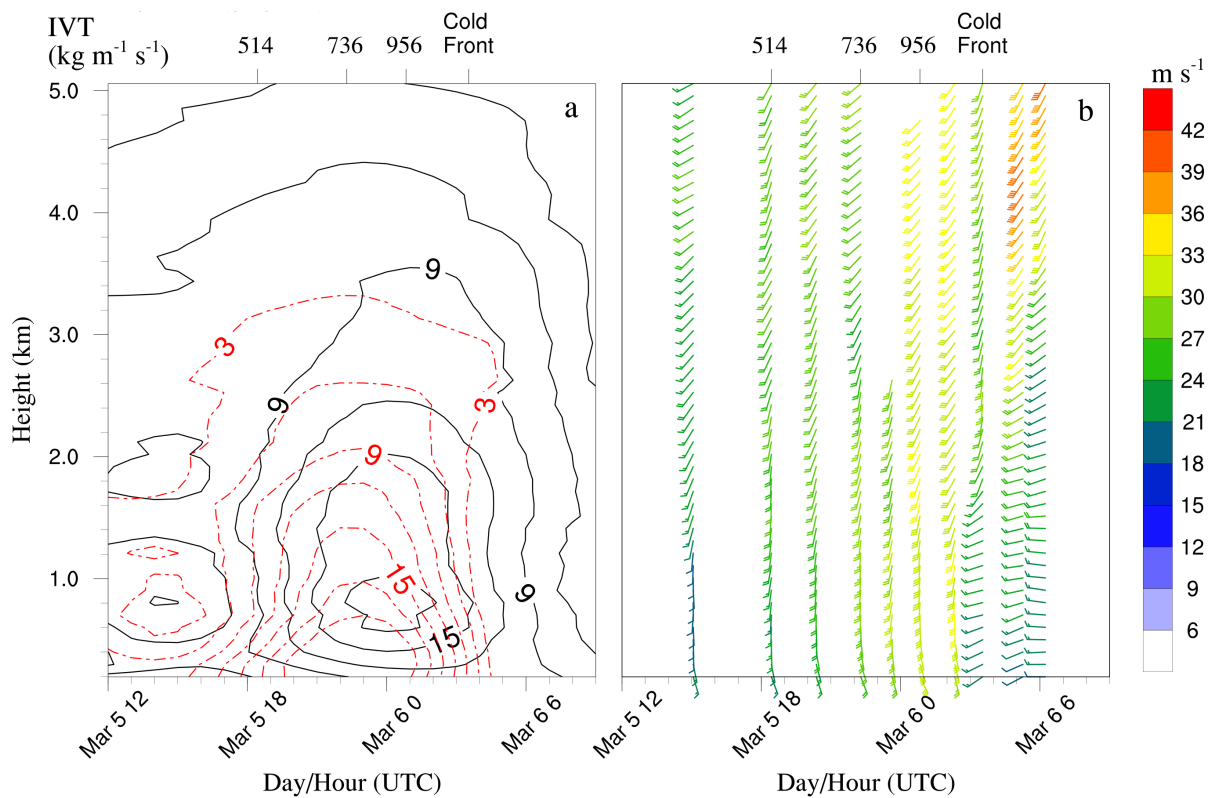 IVT
(kg m-1 s-1)
514 736 956 Cold Front
514 736 956 Cold Front
m s-1
a
b
5.0
4.0
3.0
2.0
1.0
Height (km)
9
3
9
3
9
15
15
9
42
39
36
33
30
27
24
21
18
15
12
9
6
Mar 5 12 Mar 5 18 Mar 6 0 Mar 6 6
Mar 5 12 Mar 5 18 Mar 6 0 Mar 6 6
Day/Hour (UTC)
Day/Hour (UTC)